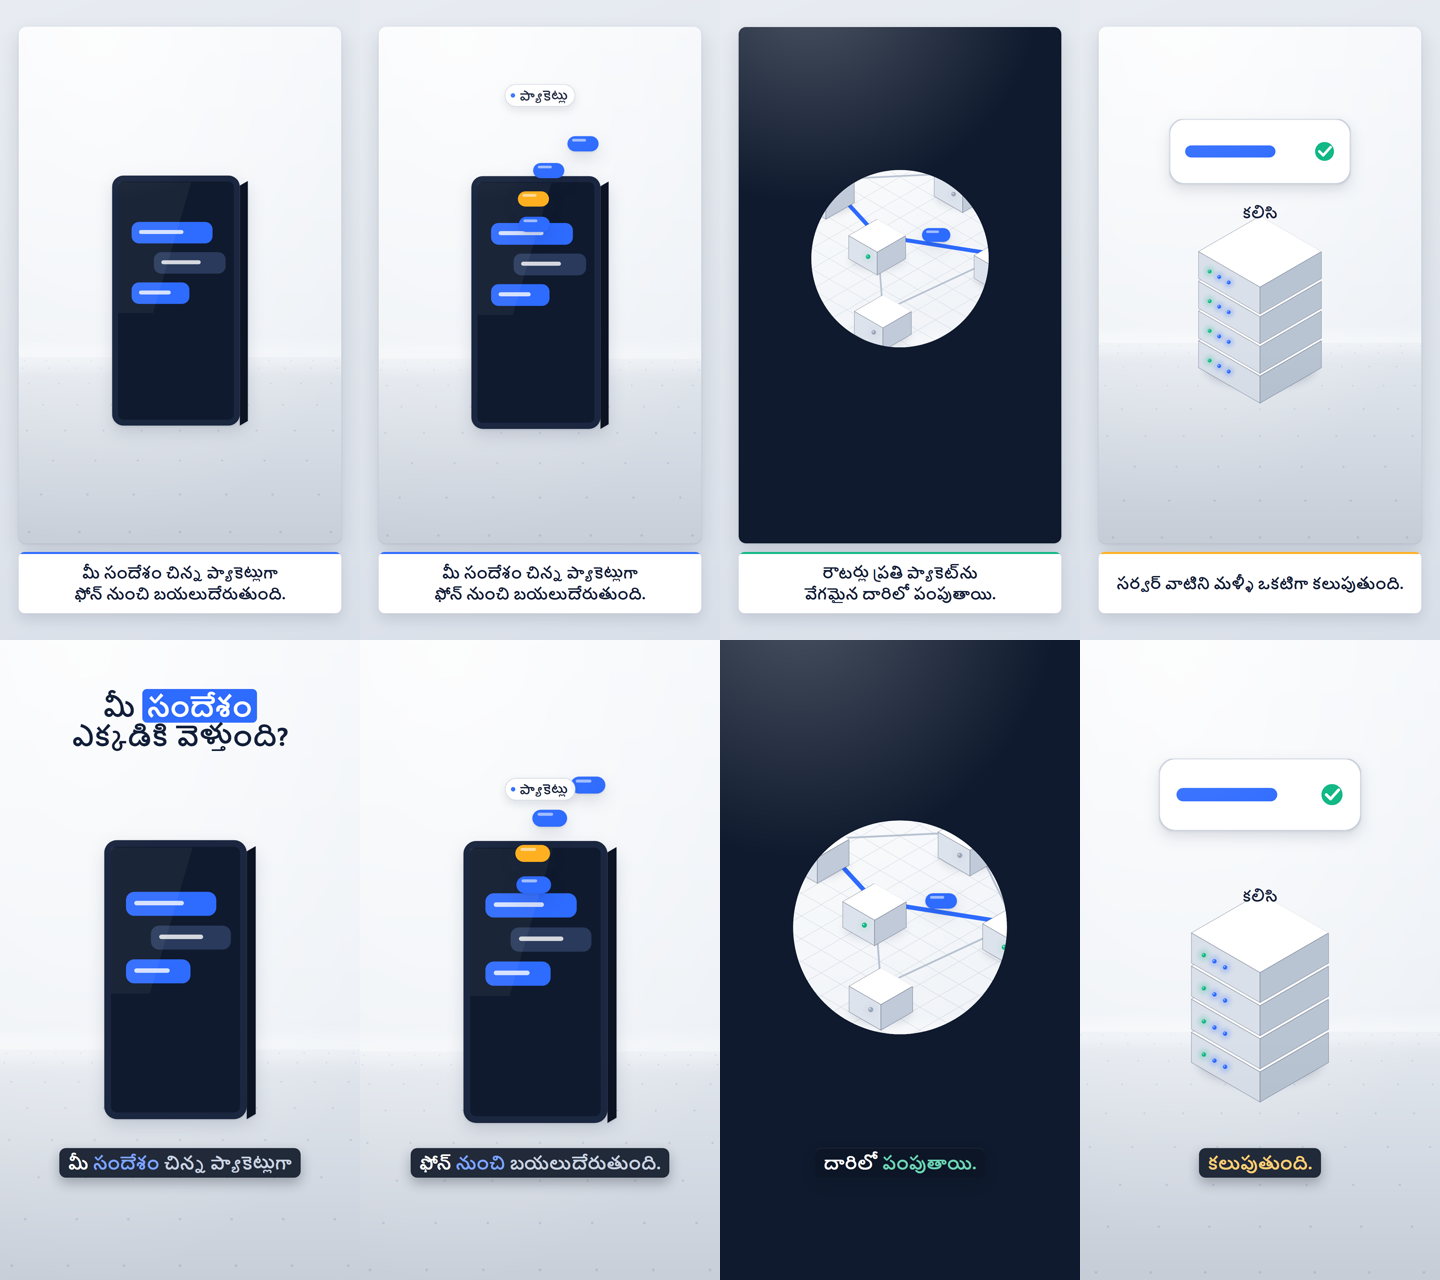 మీ సందేశం చిన్న ప్యాకెట్లుగా
ఫోన్ నుంచి బయలుదేరుతుంది.
ప్యాకెట్లు
మీ సందేశం చిన్న ప్యాకెట్లుగా
ఫోన్ నుంచి బయలుదేరుతుంది.
రౌటర్లు ప్రతి ప్యాకెట్‌ను
వేగమైన దారిలో పంపుతాయి.
కలిసి
సర్వర్ వాటిని మళ్ళీ ఒకటిగా కలుపుతుంది.
మీ సందేశం
ఎక్కడికి వెళ్తుంది?
మీ సందేశం చిన్న ప్యాకెట్లుగా
ప్యాకెట్లు
ఫోన్ నుంచి బయలుదేరుతుంది.
దారిలో పంపుతాయి.
కలిసి
కలుపుతుంది.